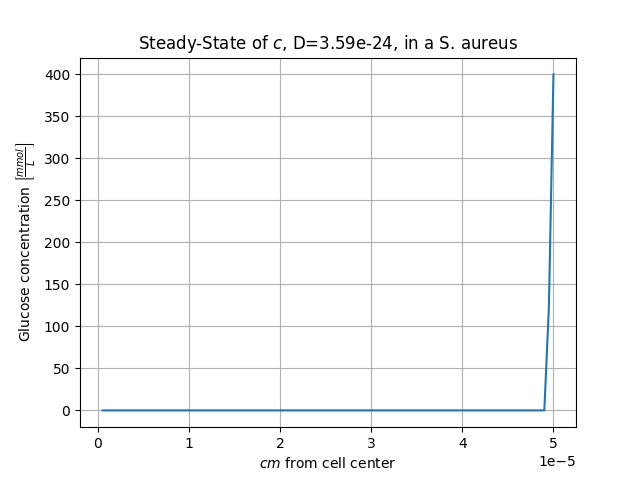 Steady-State of c, D=3.59e-24, in a S. aureus
Glucose concentration [mmol/L]
400
350
300
250
200
150
100
50
0
0 1 2 3 4 5
1e−5
cm from cell center